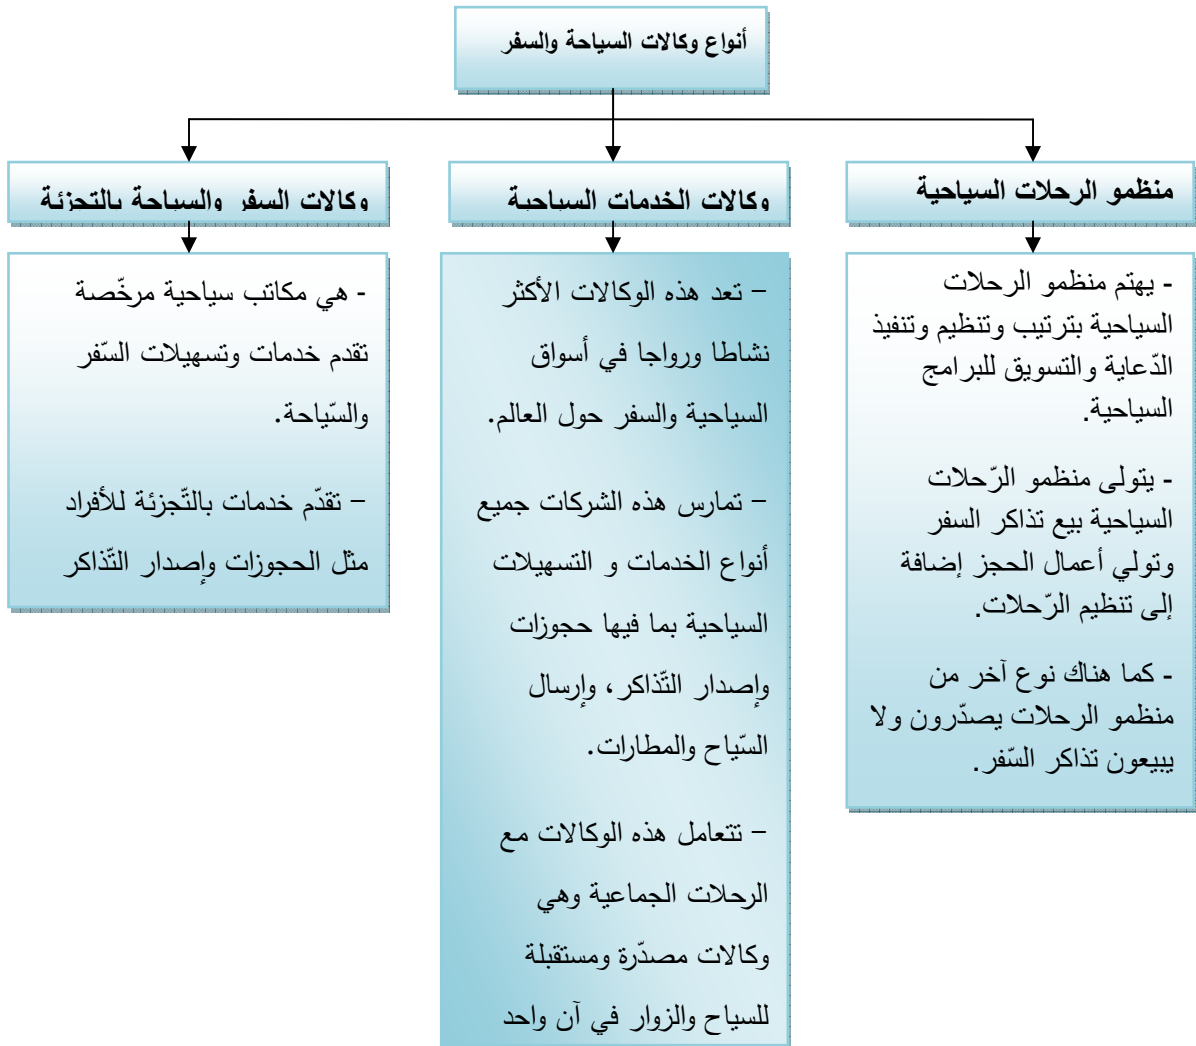 أنواع وكالات السياحة والسفر
منظمو الرحلات السياحية
وكالات الخدمات السياحية
وكالات السفر والسياحة بالتجزئة
- يهتم منظمو الرحلات
السياحية بترتيب وتنظيم وتنفيذ
الدّعاية والتسويق للبرامج
السياحية.
- يتولى منظمو الرّحلات
السياحية بيع تذاكر السفر
وتولي أعمال الحجز إضافة
إلى تنظيم الرّحلات.
- كما هناك نوع آخر من
منظمو الرحلات يصدّرون ولا
يبيعون تذاكر السّفر.
– تعد هذه الوكالات الأكثر
نشاطا ورواجا في أسواق
السياحية والسفر حول العالم.
– تمارس هذه الشركات جميع
أنواع الخدمات و التسهيلات
السياحية بما فيها حجوزات
وإصدار التّذاكر، وإرسال
السّياح والمطارات.
– تتعامل هذه الوكالات مع
الرحلات الجماعية وهي
وكالات مصدّرة ومستقبلة
للسياح والزوار في آن واحد
- هي مكاتب سياحية مرخّصة
تقدم خدمات وتسهيلات السّفر
والسّياحة.
– تقدّم خدمات بالتّجزئة للأفراد
مثل الحجوزات وإصدار التّذاكر